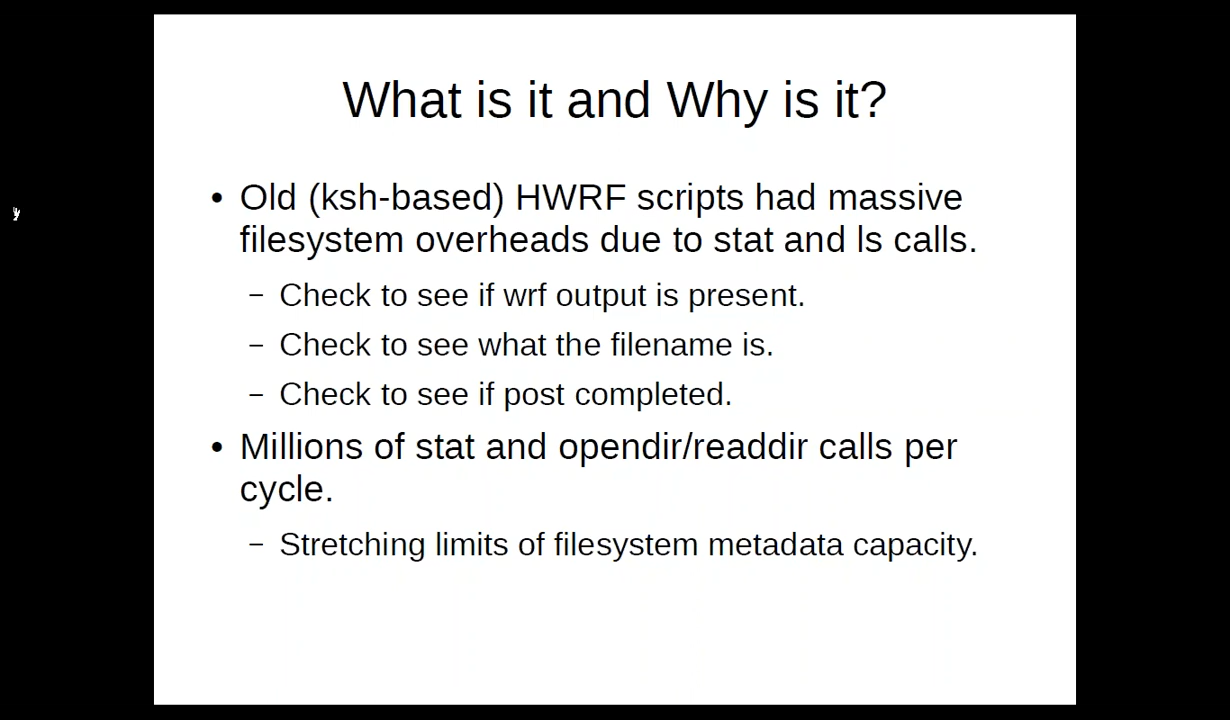 What is it and Why is it?
• Old (ksh-based) HWRF scripts had massive
filesystem overheads due to stat and ls calls.
– Check to see if wrf output is present.
– Check to see what the filename is.
– Check to see if post completed.
• Millions of stat and opendir/readdir calls per
cycle.
– Stretching limits of filesystem metadata capacity.